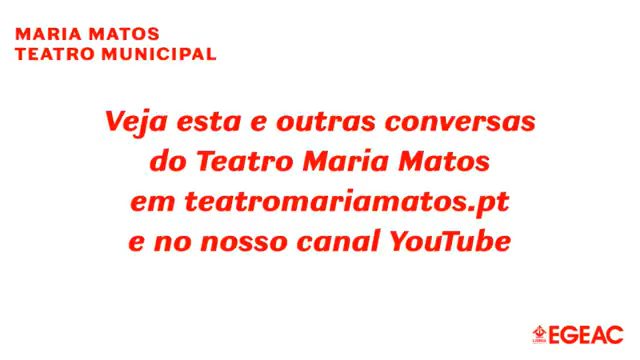 MARIA MATOS
TEATRO MUNICIPAL
Veja esta e outras conversas
do Teatro Maria Matos
em teatromariamatos.pt
e no nosso canal YouTube
LISBOA
EGEAC